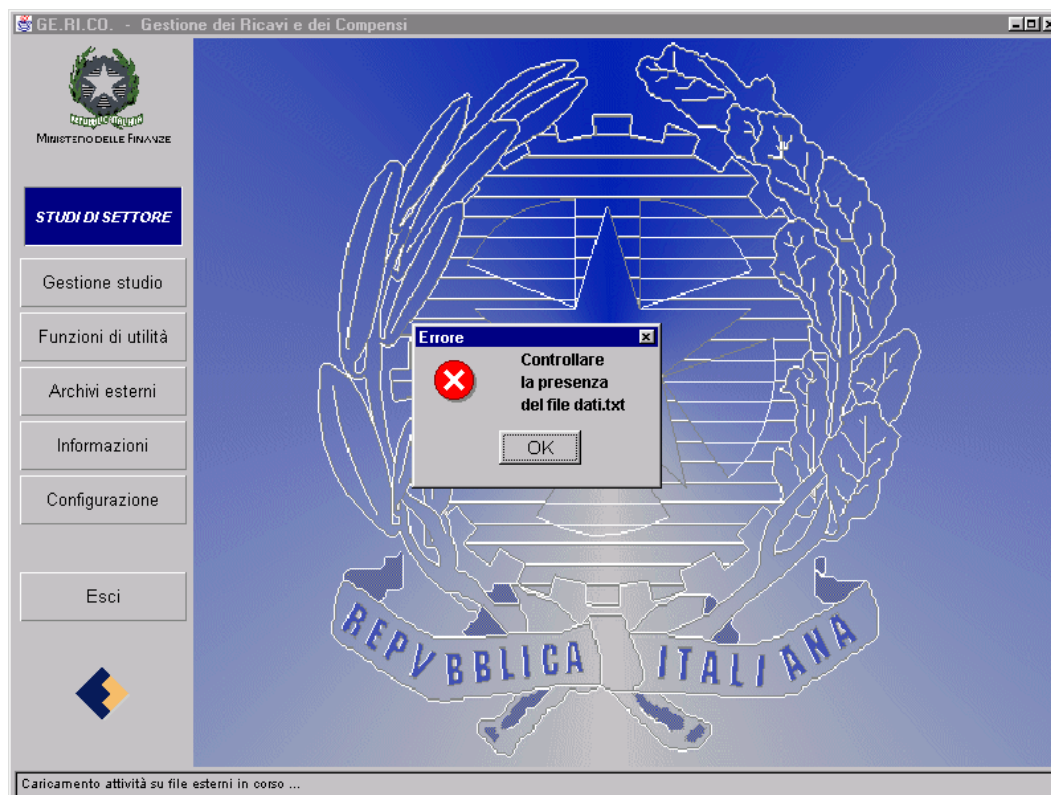 GE.RI.CO. - Gestione dei Ricavi e dei Compensi
REPUBBLICA ITALIANA
MINISTERO DELLE FINANZE
STUDI DI SETTORE
Gestione studio
Funzioni di utilità
Archivi esterni
Informazioni
Configurazione
Esci
Errore
Controllare
la presenza
del file dati.txt
OK
REPVBBLICA ITALIANA
Caricamento attività su file esterni in corso ...